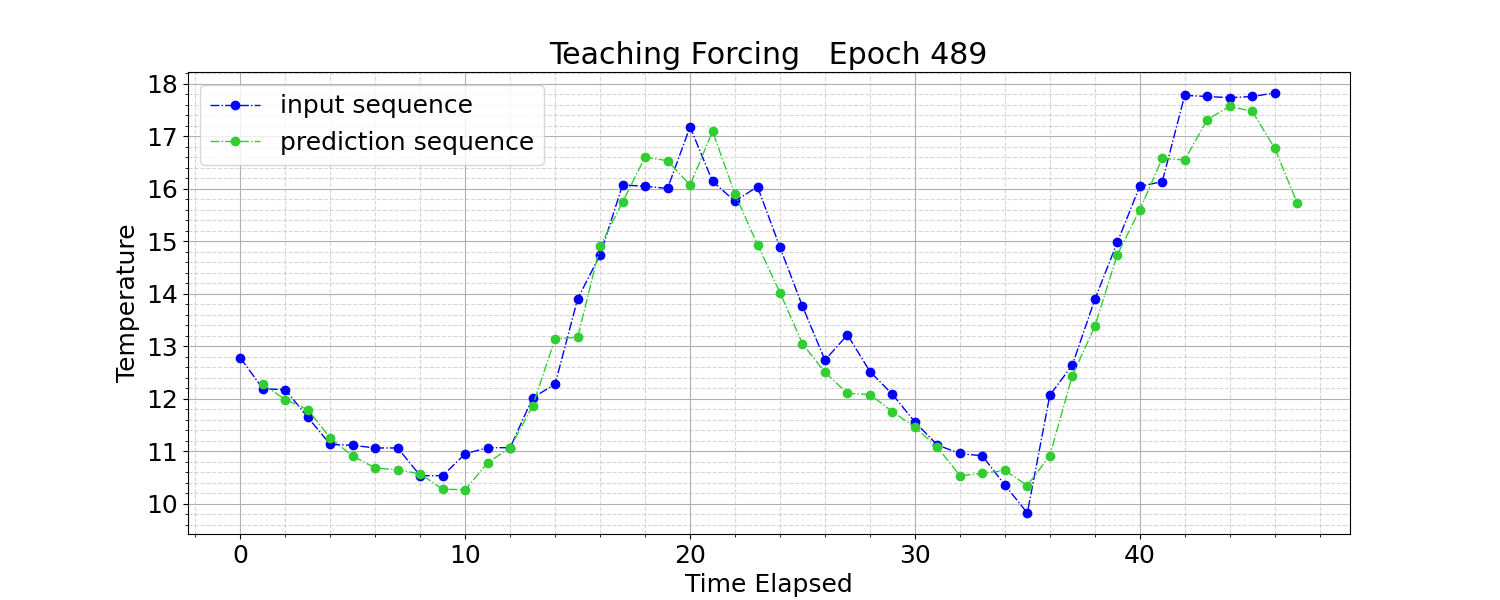 Teaching Forcing   Epoch 489
input sequence
prediction sequence
Temperature
18
17
16
15
14
13
12
11
10
0 10 20 30 40
Time Elapsed